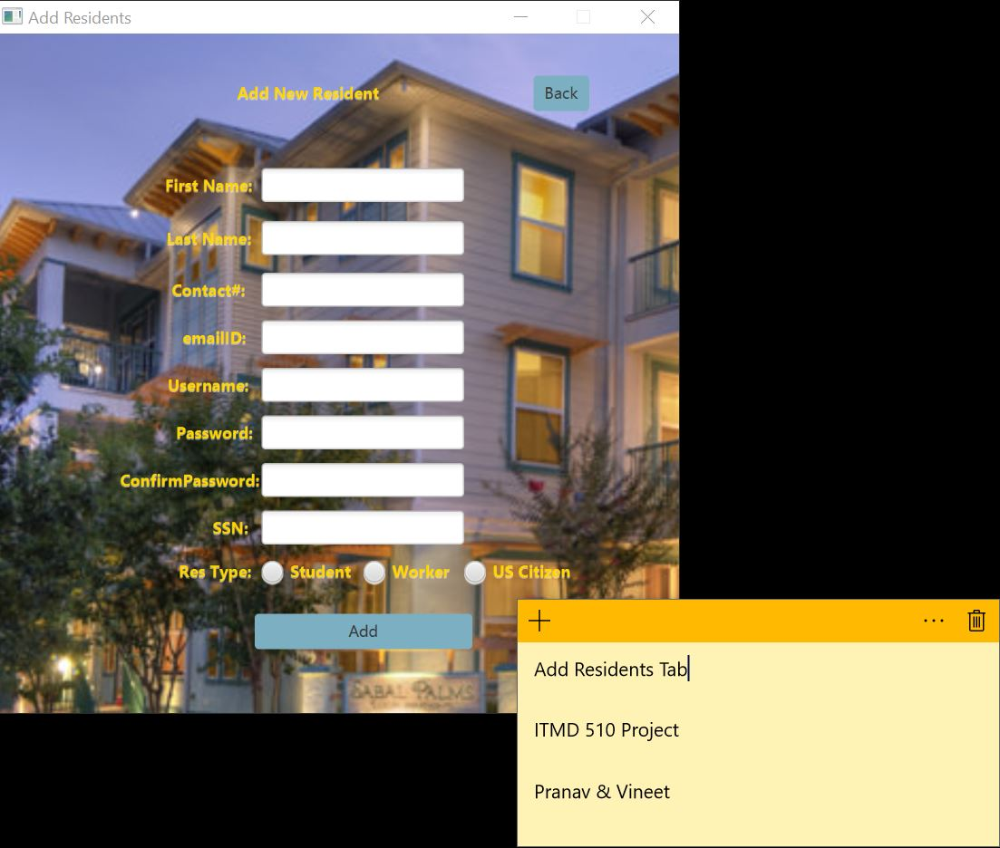 Add Residents
Add New Resident
Back
First Name:
Last Name:
Contact#:
emailID:
Username:
Password:
ConfirmPassword:
SSN:
Res Type: Student Worker US Citizen
Add
SABAL PALMS
Add Residents Tab
ITMD 510 Project
Pranav & Vineet